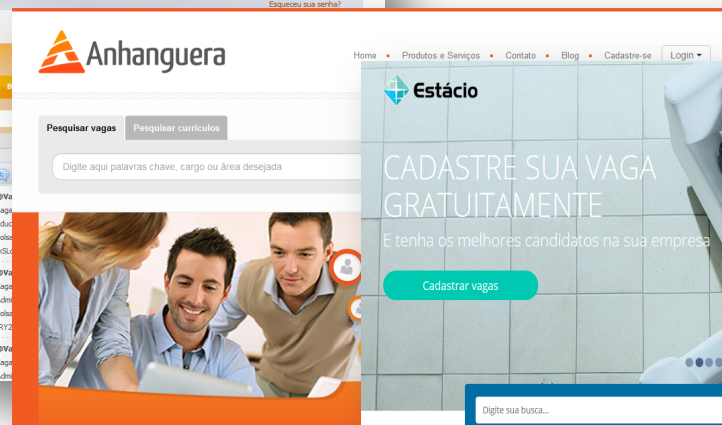 Esqueceu sua senha?
Anhanguera
Home Produtos e Serviços Contato Blog Cadastre-se Login
Estácio
Pesquisar vagas Pesquisar currículos
Digite aqui palavras chave, cargo ou área desejada
CADASTRE SUA VAGA
GRATUITAMENTE
E tenha os melhores candidatos na sua empresa
Cadastrar vagas
Digite sua busca...